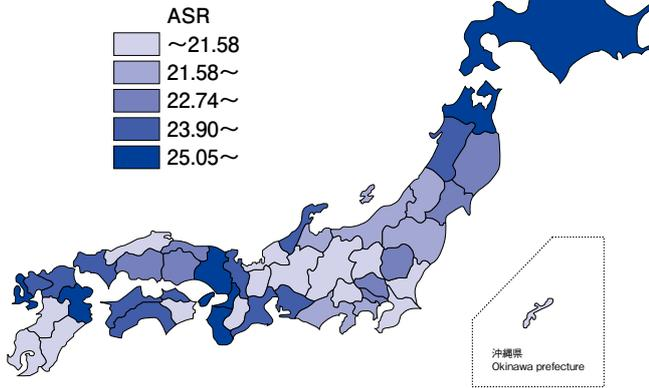 ASR
～21.58
21.58～
22.74～
23.90～
25.05～
沖縄県
Okinawa prefecture